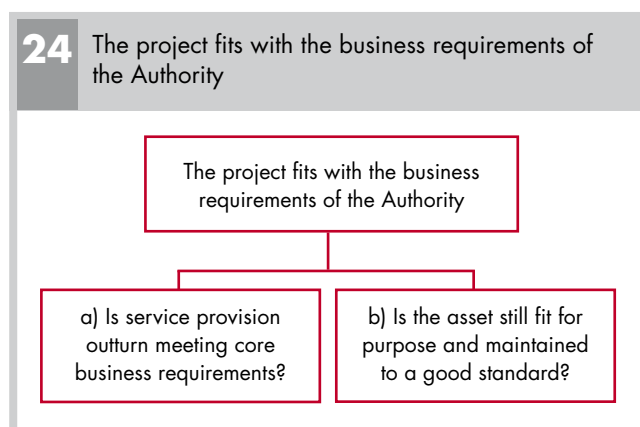 24
The project fits with the business requirements of
the Authority
The project fits with the business
requirements of the Authority
a) Is service provision
outturn meeting core
business requirements?
b) Is the asset still fit for
purpose and maintained
to a good standard?